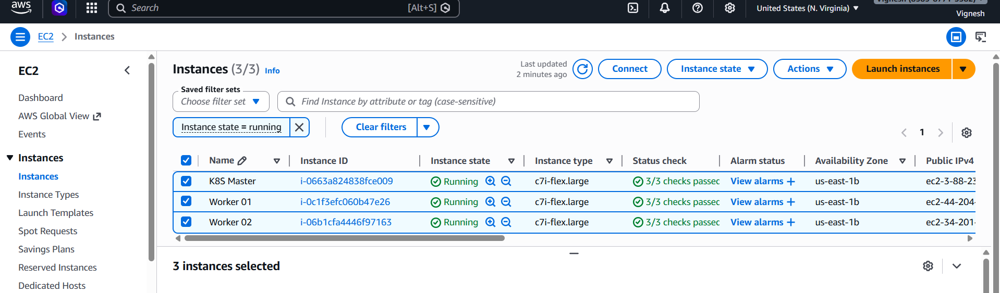 aws
Search [Alt+S]
United States (N. Virginia)
Vignesh
EC2 Instances
EC2
Dashboard
AWS Global View
Events
Instances
Instances
Instance Types
Launch Templates
Spot Requests
Savings Plans
Reserved Instances
Dedicated Hosts
Instances (3/3) Info
Last updated
2 minutes ago
Connect
Instance state
Actions
Launch instances
Saved filter sets
Choose filter set
Find Instance by attribute or tag (case-sensitive)
Instance state = running
Clear filters
1
Name Instance ID Instance state Instance type Status check Alarm status Availability Zone Public IPv4
K8S Master i-0663a824838fce009 Running c7i-flex.large 3/3 checks passec View alarms + us-east-1b ec2-3-88-23
Worker 01 i-0c1f3efc060b47e26 Running c7i-flex.large 3/3 checks passec View alarms + us-east-1b ec2-44-204-
Worker 02 i-06b1cfa4446f97163 Running c7i-flex.large 3/3 checks passec View alarms + us-east-1b ec2-34-201-
3 instances selected